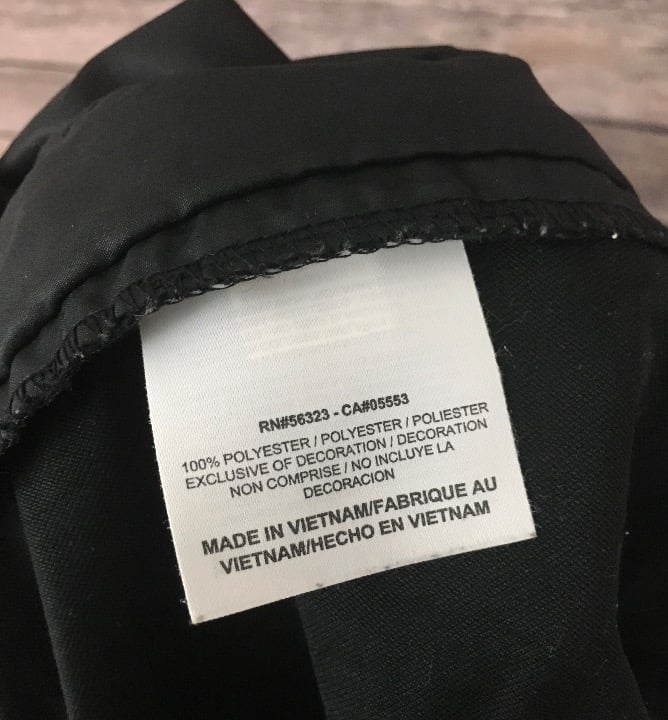 RN#56323 - CA#05553
100% POLYESTER / POLYESTER / POLIESTER
EXCLUSIVE OF DECORATION / DECORATION
NON COMPRISE / NO INCLUYE LA
DECORACION
MADE IN VIETNAM/FABRIQUE AU
VIETNAM/HECHO EN VIETNAM